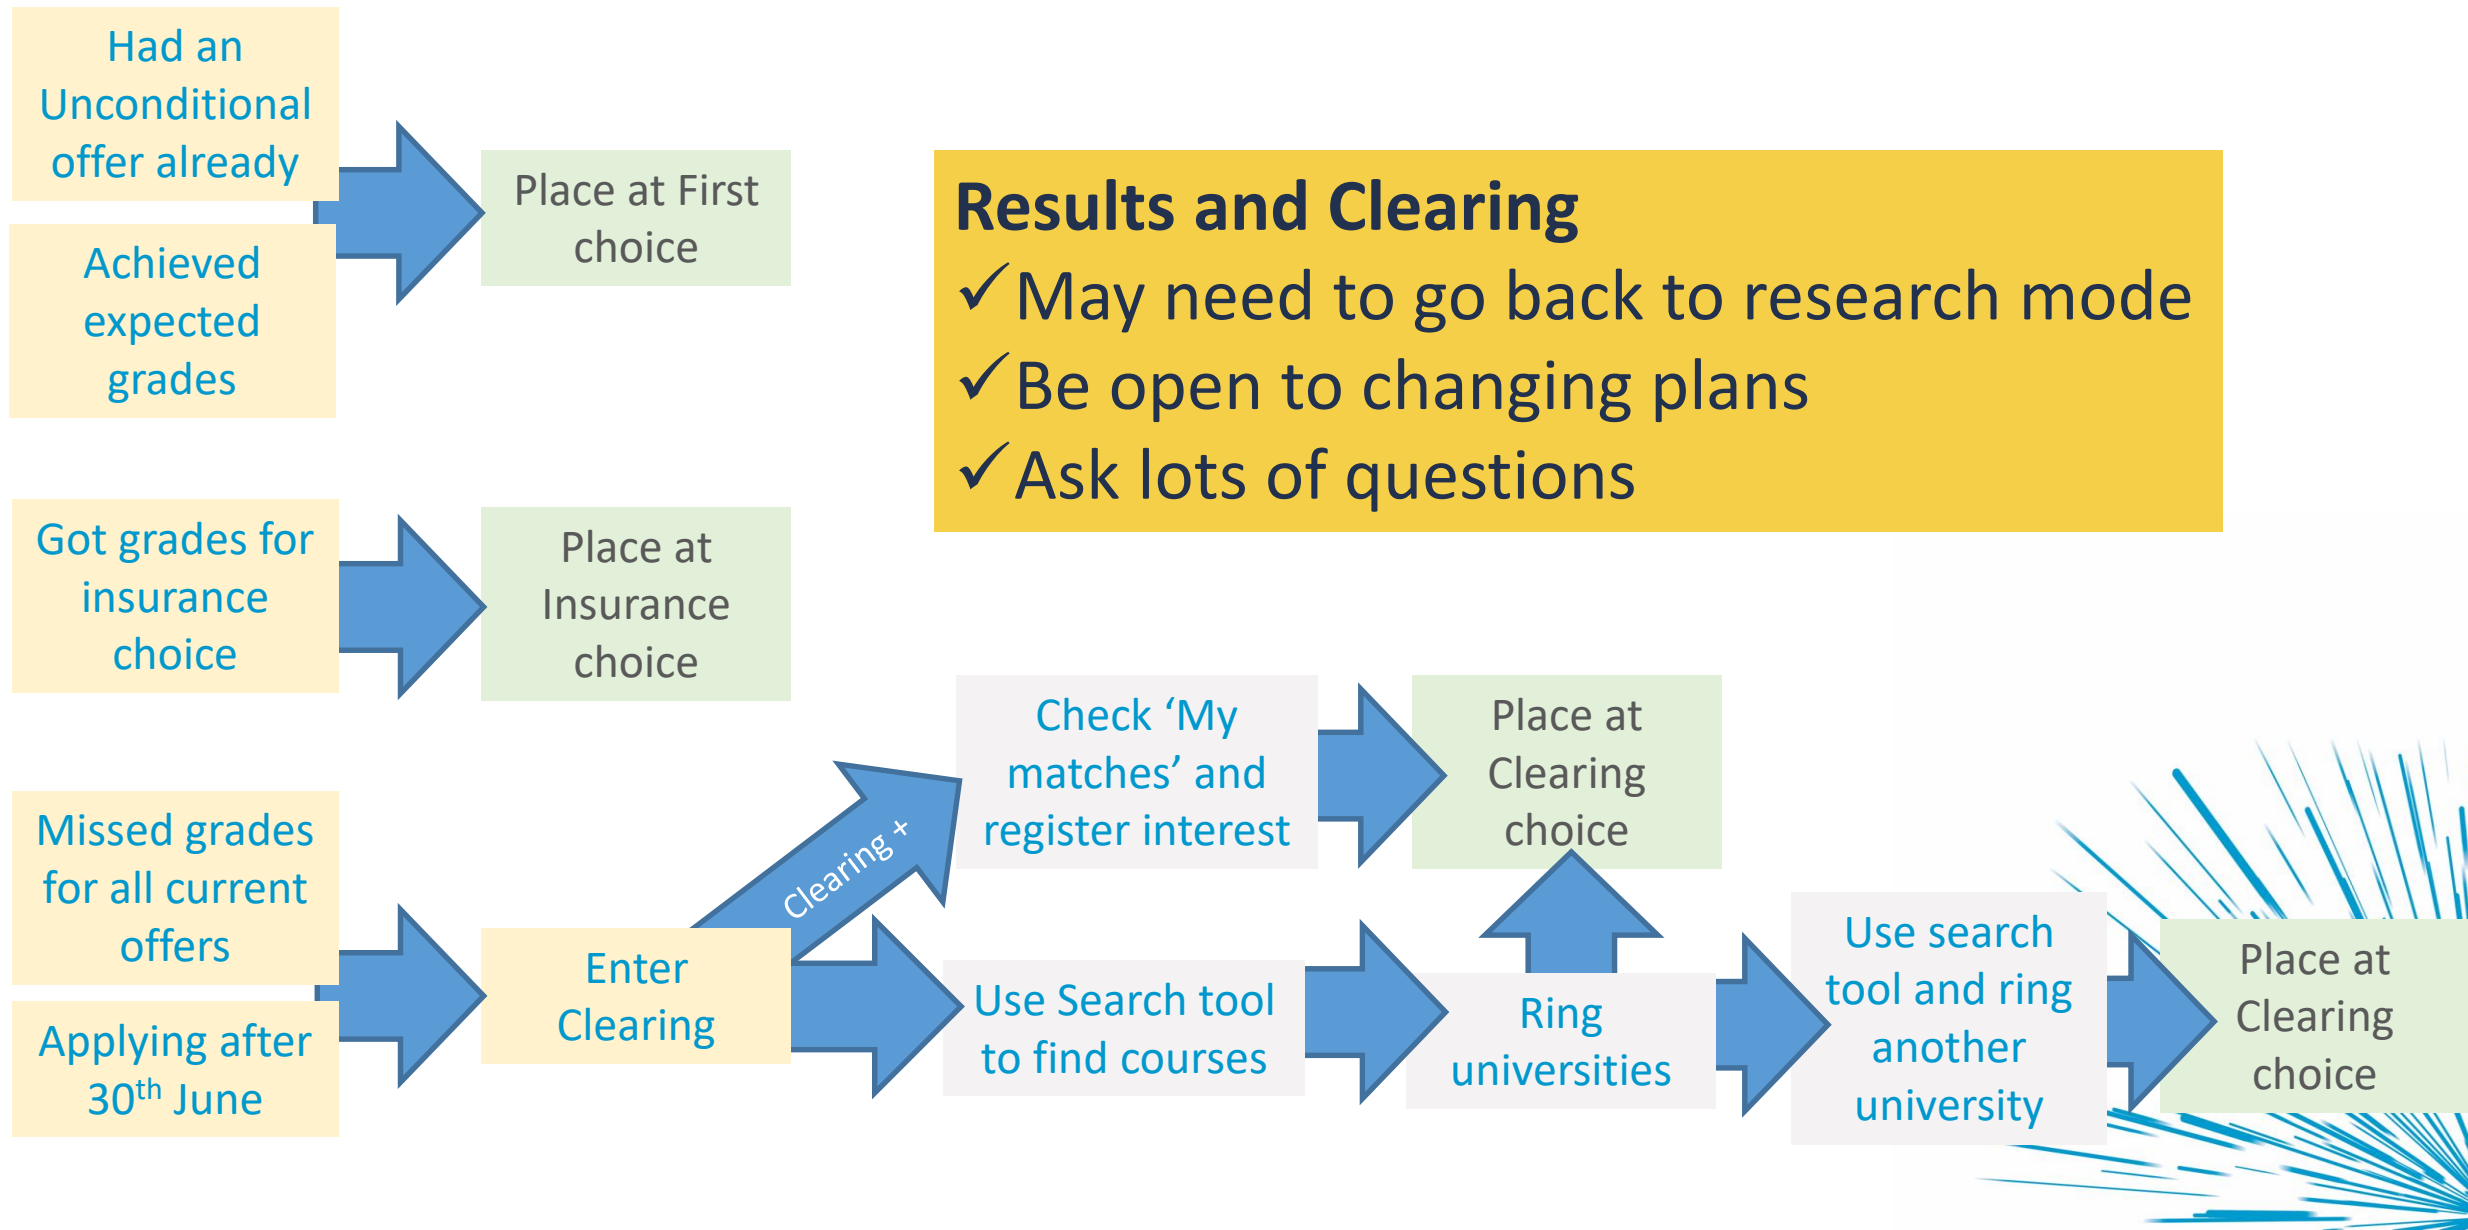 Had an
Unconditional
offer already
Achieved
expected
grades
Place at First
choice
Results and Clearing
✓May need to go back to research mode
✓Be open to changing plans
✓Ask lots of questions
Got grades for
insurance
choice
Place at
Insurance
choice
Missed grades
for all current
offers
Applying after
30th June
Enter
Clearing
Clearing +
Check ‘My
matches’ and
register interest
Place at
Clearing
choice
Use Search tool
to find courses
Ring
universities
Use search
tool and ring
another
university
Place at
Clearing
choice